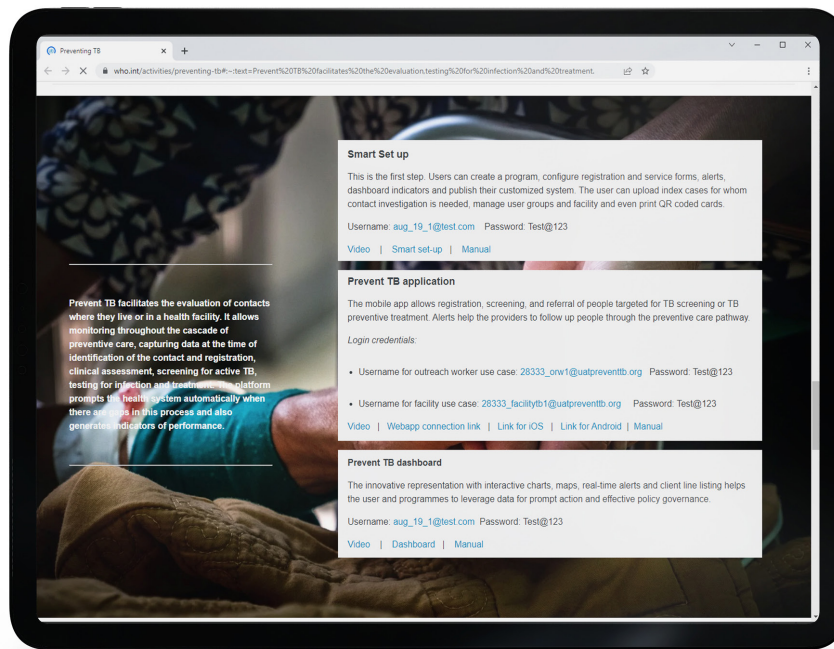 Preventing TB
who.int/activities/preventing-tb#:~:text=Prevent%20TB%20facilitates%20the%20evaluation,testing%20for%20infection%20and%20treatment.
Prevent TB facilitates the evaluation of contacts
where they live or in a health facility. It allows
monitoring throughout the cascade of
preventive care, capturing data at the time of
identification of the contact and registration,
clinical assessment, screening for active TB,
testing for infection and treatment. The platform
prompts the health system automatically when
there are gaps in this process and also
generates indicators of performance.
Smart Set up
This is the first step. Users can create a program, configure registration and service forms, alerts,
dashboard indicators and publish their customized system. The user can upload index cases for whom
contact investigation is needed, manage user groups and facility and even print QR coded cards.
Username: aug_19_1@test.com Password: Test@123
Video | Smart set-up | Manual
Prevent TB application
The mobile app allows registration, screening, and referral of people targeted for TB screening or TB
preventive treatment. Alerts help the providers to follow up people through the preventive care pathway.
Login credentials:
• Username for outreach worker use case: 28333_orw1@uatpreventtb.org Password: Test@123
• Username for facility use case: 28333_facilitytb1@uatpreventtb.org Password: Test@123
Video | Webapp connection link | Link for iOS | Link for Android | Manual
Prevent TB dashboard
The innovative representation with interactive charts, maps, real-time alerts and client line listing helps
the user and programmes to leverage data for prompt action and effective policy governance.
Username: aug_19_1@test.com Password: Test@123
Video | Dashboard | Manual